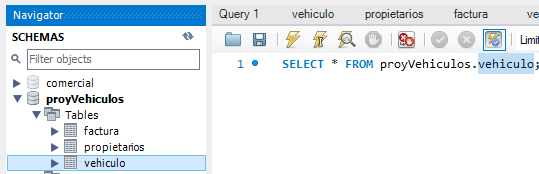 Navigator
SCHEMAS
Filter objects
comercial
proyVehiculos
Tables
factura
propietarios
vehiculo
Query 1 vehiculo propietarios factura ve
Limi
1 SELECT * FROM proyVehiculos.vehiculo;